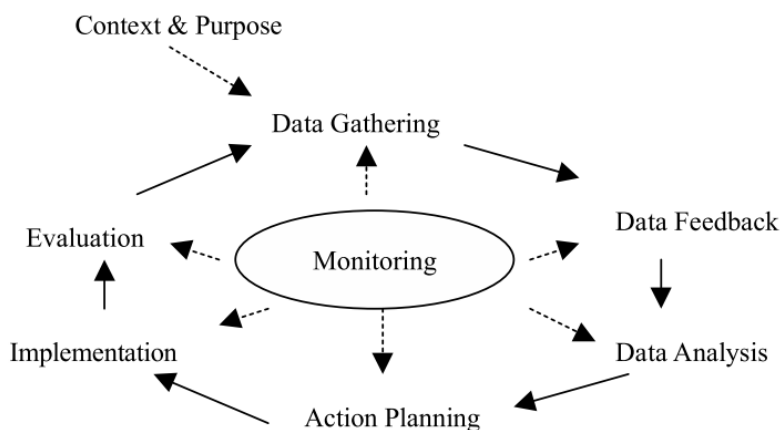 Context & Purpose
Data Gathering
Data Feedback
Evaluation
Monitoring
Implementation
Data Analysis
Action Planning